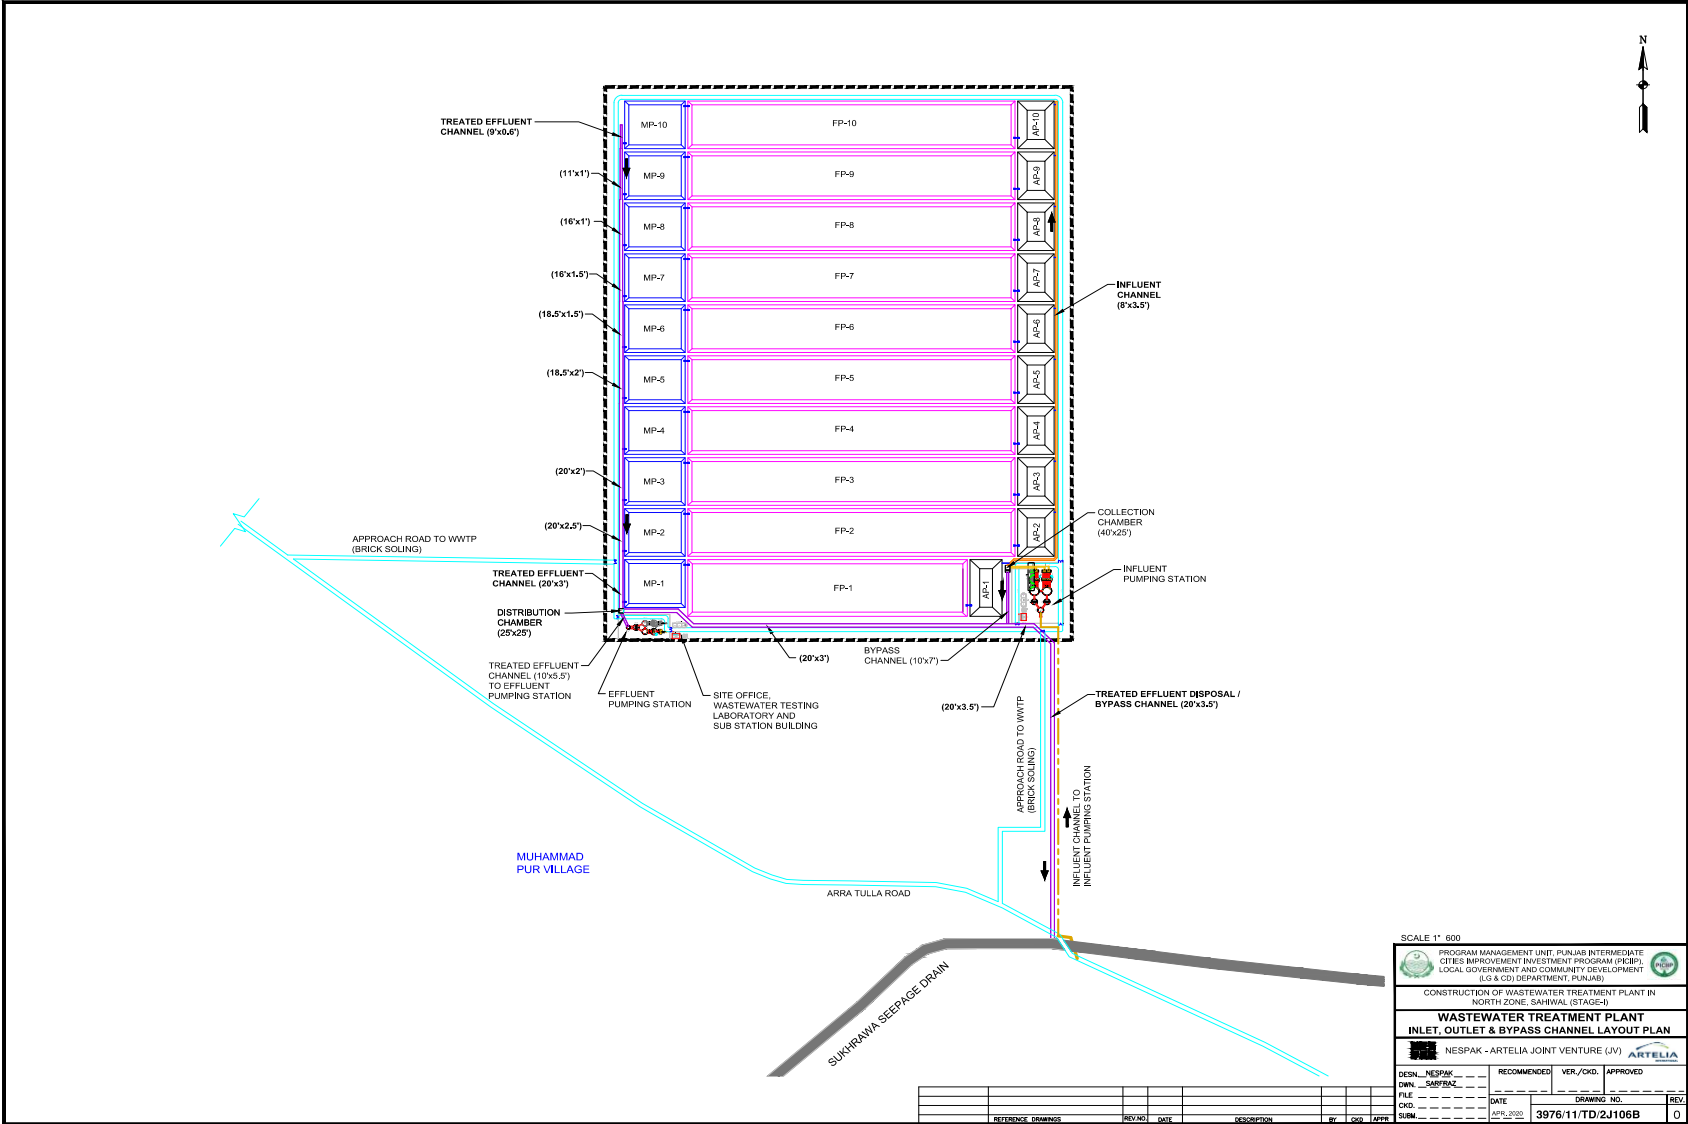 N
TREATED EFFLUENT
CHANNEL (9'x0.6')
(11'x1')
(16'x1')
(16'x1.5')
(18.5'x1.5')
(18.5'x2')
(20'x2')
(20'x2.5')
APPROACH ROAD TO WWTP
(BRICK SOLING)
TREATED EFFLUENT
CHANNEL (20'x3')
DISTRIBUTION
CHAMBER
(25'x25')
TREATED EFFLUENT
CHANNEL (10'x5.5')
TO EFFLUENT
PUMPING STATION
EFFLUENT
PUMPING STATION
SITE OFFICE,
WASTEWATER TESTING
LABORATORY AND
SUB STATION BUILDING
MP-10
FP-10
AP-10
MP-9
FP-9
AP-9
MP-8
FP-8
AP-8
MP-7
FP-7
AP-7
MP-6
FP-6
AP-6
MP-5
FP-5
AP-5
MP-4
FP-4
AP-4
MP-3
FP-3
AP-3
MP-2
FP-2
AP-2
MP-1
FP-1
AP-1
INFLUENT
CHANNEL
(8'x3.5')
COLLECTION
CHAMBER
(40'x25')
INFLUENT
PUMPING STATION
(20'x3')
BYPASS
CHANNEL (10'x7')
(20'x3.5')
TREATED EFFLUENT DISPOSAL /
BYPASS CHANNEL (20'x3.5')
APPROACH ROAD TO WWTP
(BRICK SOLING)
INFLUENT CHANNEL TO
INFLUENT PUMPING STATION
MUHAMMAD
PUR VILLAGE
ARRA TULLA ROAD
SUKHRAWA SEEPAGE DRAIN
SCALE 1" 600
PROGRAM MANAGEMENT UNIT, PUNJAB INTERMEDIATE
CITIES IMPROVEMENT INVESTMENT PROGRAM (PICIIP),
LOCAL GOVERNMENT AND COMMUNITY DEVELOPMENT
(LG & CD) DEPARTMENT, PUNJAB)
PICIIP
CONSTRUCTION OF WASTEWATER TREATMENT PLANT IN
NORTH ZONE, SAHIWAL (STAGE-I)
WASTEWATER TREATMENT PLANT
INLET, OUTLET & BYPASS CHANNEL LAYOUT PLAN
NESPAK - ARTELIA JOINT VENTURE (JV)
ARTELIA
DESN. NESPAK
DWN. SARFRAZ
FILE
CKD.
SUBM.
RECOMMENDED
VER./CKD.
APPROVED
DATE
APR, 2020
DRAWING NO.
3976/11/TD/2J106B
REV.
0
REFERENCE DRAWINGS
REV.NO.
DATE
DESCRIPTION
BY
CKD
APPR